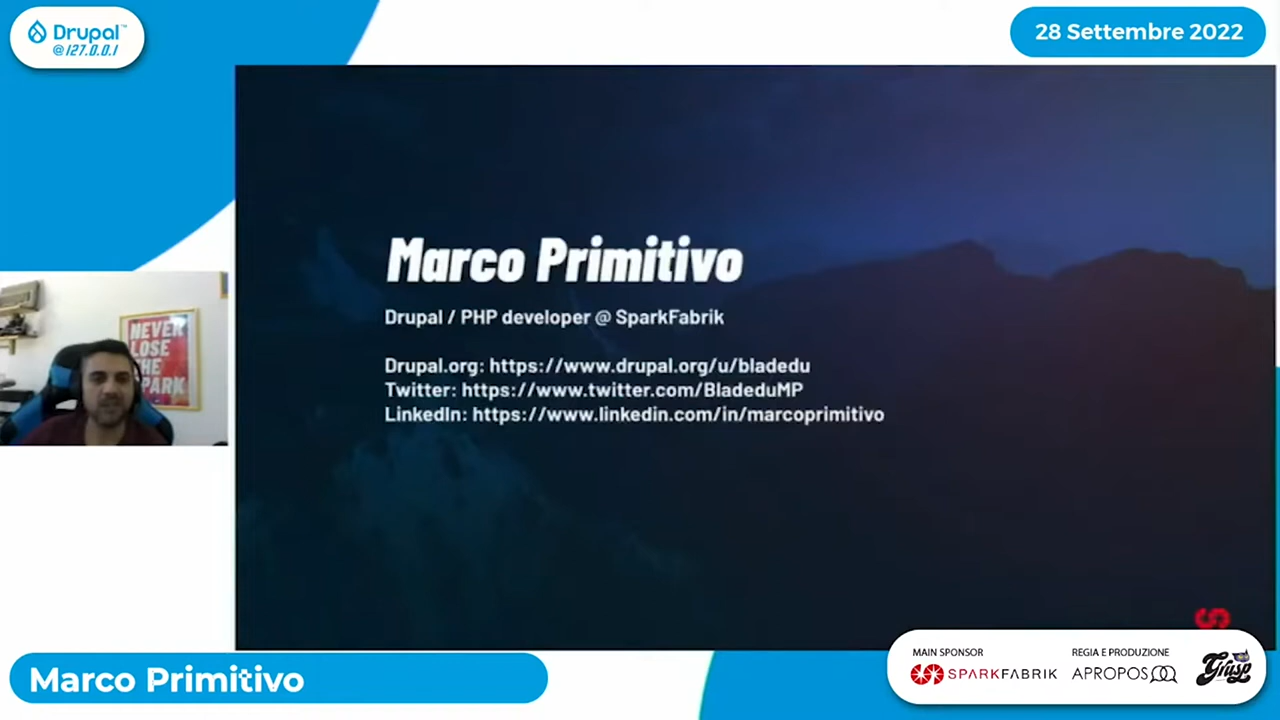 Drupal™
@127.0.0.1
28 Settembre 2022
Marco Primitivo
Drupal / PHP developer @ SparkFabrik
Drupal.org: https://www.drupal.org/u/bladedu
Twitter: https://www.twitter.com/BladeduMP
LinkedIn: https://www.linkedin.com/in/marcoprimitivo
NEVER
LOSE
THE
SPARK
Marco Primitivo
MAIN SPONSOR
SPARKFABRIK
REGIA E PRODUZIONE
APROPOS
Grasp